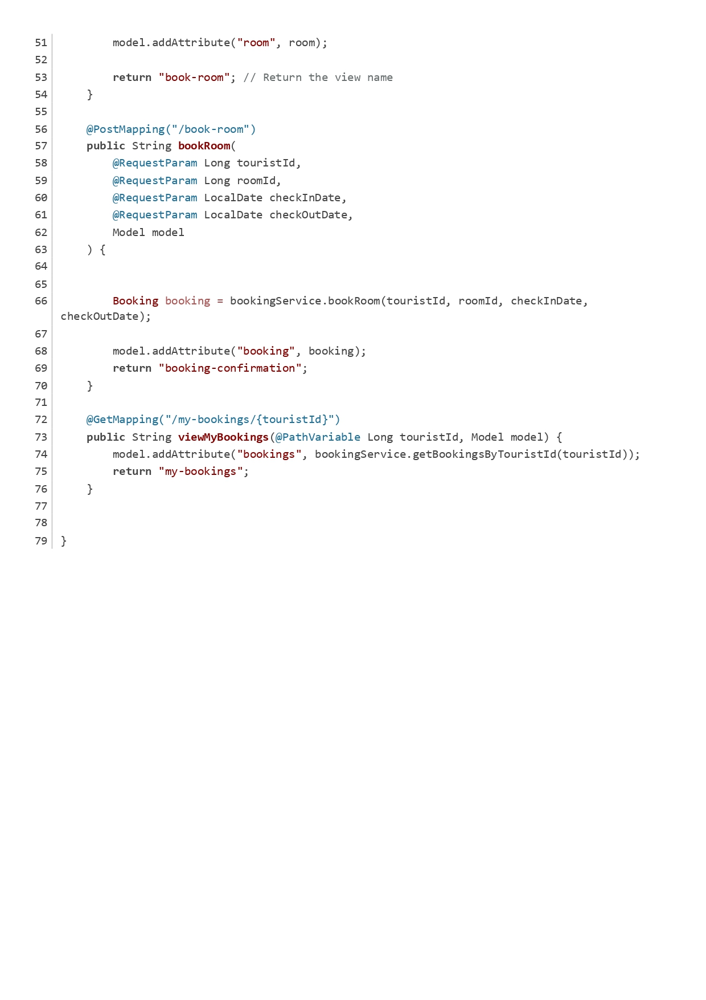 51         model.addAttribute("room", room);
52
53         return "book-room"; // Return the view name
54     }
55
56     @PostMapping("/book-room")
57     public String bookRoom(
58         @RequestParam Long touristId,
59         @RequestParam Long roomId,
60         @RequestParam LocalDate checkInDate,
61         @RequestParam LocalDate checkOutDate,
62         Model model
63     ) {
64
65
66         Booking booking = bookingService.bookRoom(touristId, roomId, checkInDate,
checkOutDate);
67
68         model.addAttribute("booking", booking);
69         return "booking-confirmation";
70     }
71
72     @GetMapping("/my-bookings/{touristId}")
73     public String viewMyBookings(@PathVariable Long touristId, Model model) {
74         model.addAttribute("bookings", bookingService.getBookingsByTouristId(touristId));
75         return "my-bookings";
76     }
77
78
79 }